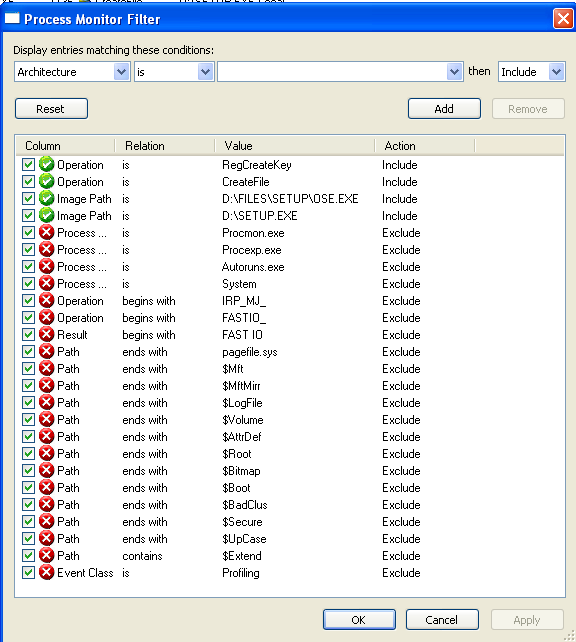 Process Monitor Filter
Display entries matching these conditions:
Architecture is then Include
Reset Add Remove
Column Relation Value Action
Operation is RegCreateKey Include
Operation is CreateFile Include
Image Path is D:\FILES\SETUP\OSE.EXE Include
Image Path is D:\SETUP.EXE Include
Process ... is Procmon.exe Exclude
Process ... is Procexp.exe Exclude
Process ... is Autoruns.exe Exclude
Process ... is System Exclude
Operation begins with IRP_MJ_ Exclude
Operation begins with FASTIO_ Exclude
Result begins with FAST IO Exclude
Path ends with pagefile.sys Exclude
Path ends with $Mft Exclude
Path ends with $MftMirr Exclude
Path ends with $LogFile Exclude
Path ends with $Volume Exclude
Path ends with $AttrDef Exclude
Path ends with $Root Exclude
Path ends with $Bitmap Exclude
Path ends with $Boot Exclude
Path ends with $BadClus Exclude
Path ends with $Secure Exclude
Path ends with $UpCase Exclude
Path contains $Extend Exclude
Event Class is Profiling Exclude
OK Cancel Apply